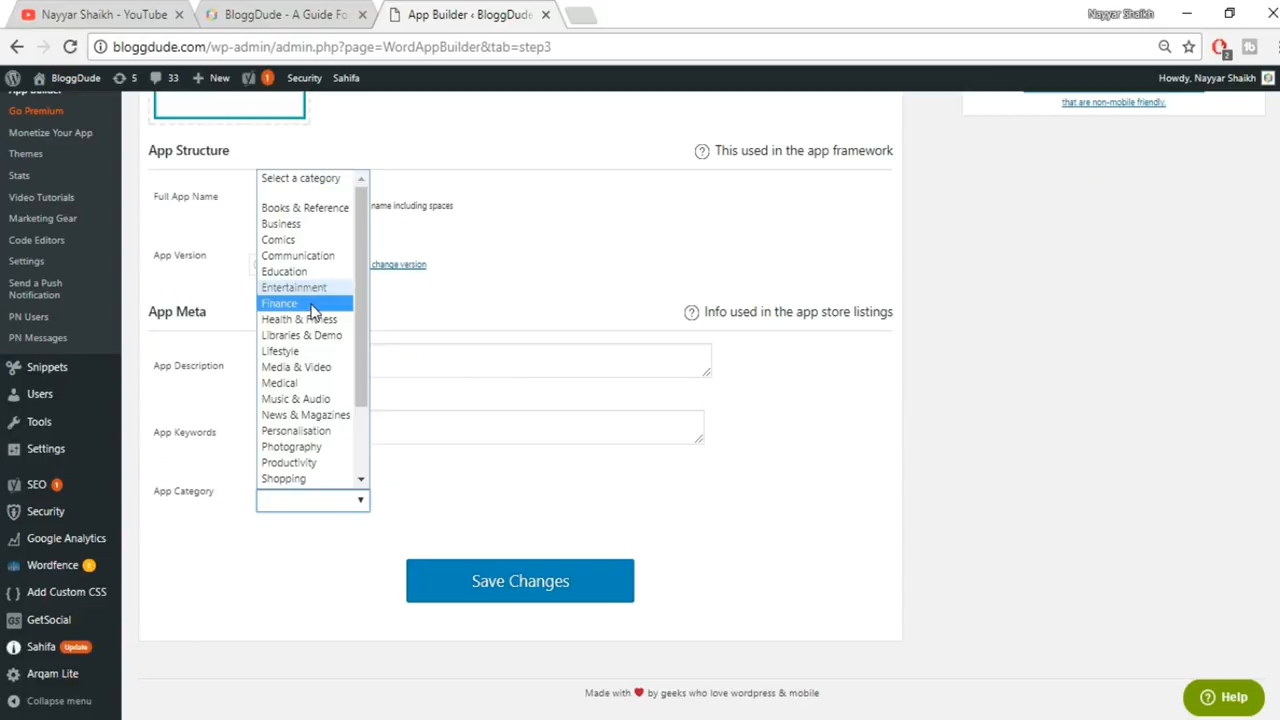 Nayyar Shaikh - YouTube
BloggDude - A Guide Fo
App Builder ‹ BloggDude
Nayyar Shaikh
bloggdude.com/wp-admin/admin.php?page=WordAppBuilder&tab=step3
2
BloggDude
5
33
New
1
Security
Sahifa
Howdy, Nayyar Shaikh
App Builder
Go Premium
Monetize Your App
Themes
Stats
Video Tutorials
Marketing Gear
Code Editors
Settings
Send a Push
Notification
PN Users
PN Messages
Snippets
Users
Tools
Settings
SEO 1
Security
Google Analytics
Wordfence 2
Add Custom CSS
GetSocial
Sahifa Update
Arqam Lite
Collapse menu
that are non-mobile friendly.
App Structure
This used in the app framework
Full App Name
name including spaces
App Version
change version
App Meta
Info used in the app store listings
App Description
App Keywords
App Category
Select a category
Books & Reference
Business
Comics
Communication
Education
Entertainment
Finance
Health & Fitness
Libraries & Demo
Lifestyle
Media & Video
Medical
Music & Audio
News & Magazines
Personalisation
Photography
Productivity
Shopping
Save Changes
Made with ❤ by geeks who love wordpress & mobile
Help